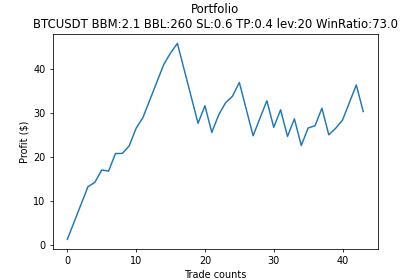 Portfolio
BTCUSDT BBM:2.1 BBL:260 SL:0.6 TP:0.4 lev:20 WinRatio:73.0
Profit ($)
40
30
20
10
0
0 10 20 30 40
Trade counts